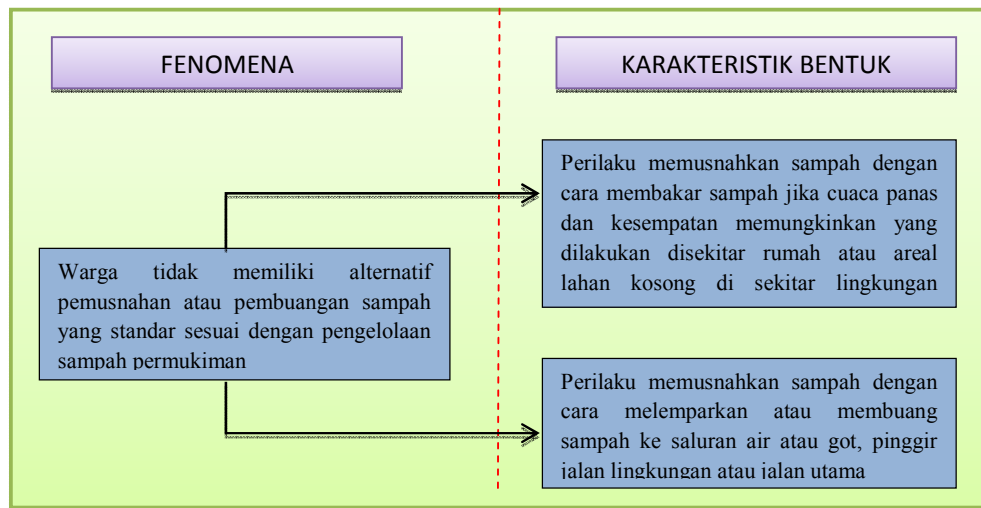 FENOMENA
KARAKTERISTIK BENTUK
Warga tidak memiliki alternatif
pemusnahan atau pembuangan sampah
yang standar sesuai dengan pengelolaan
sampah permukiman
Perilaku memusnahkan sampah dengan
cara membakar sampah jika cuaca panas
dan kesempatan memungkinkan yang
dilakukan disekitar rumah atau areal
lahan kosong di sekitar lingkungan
Perilaku memusnahkan sampah dengan
cara melemparkan atau membuang
sampah ke saluran air atau got, pinggir
jalan lingkungan atau jalan utama